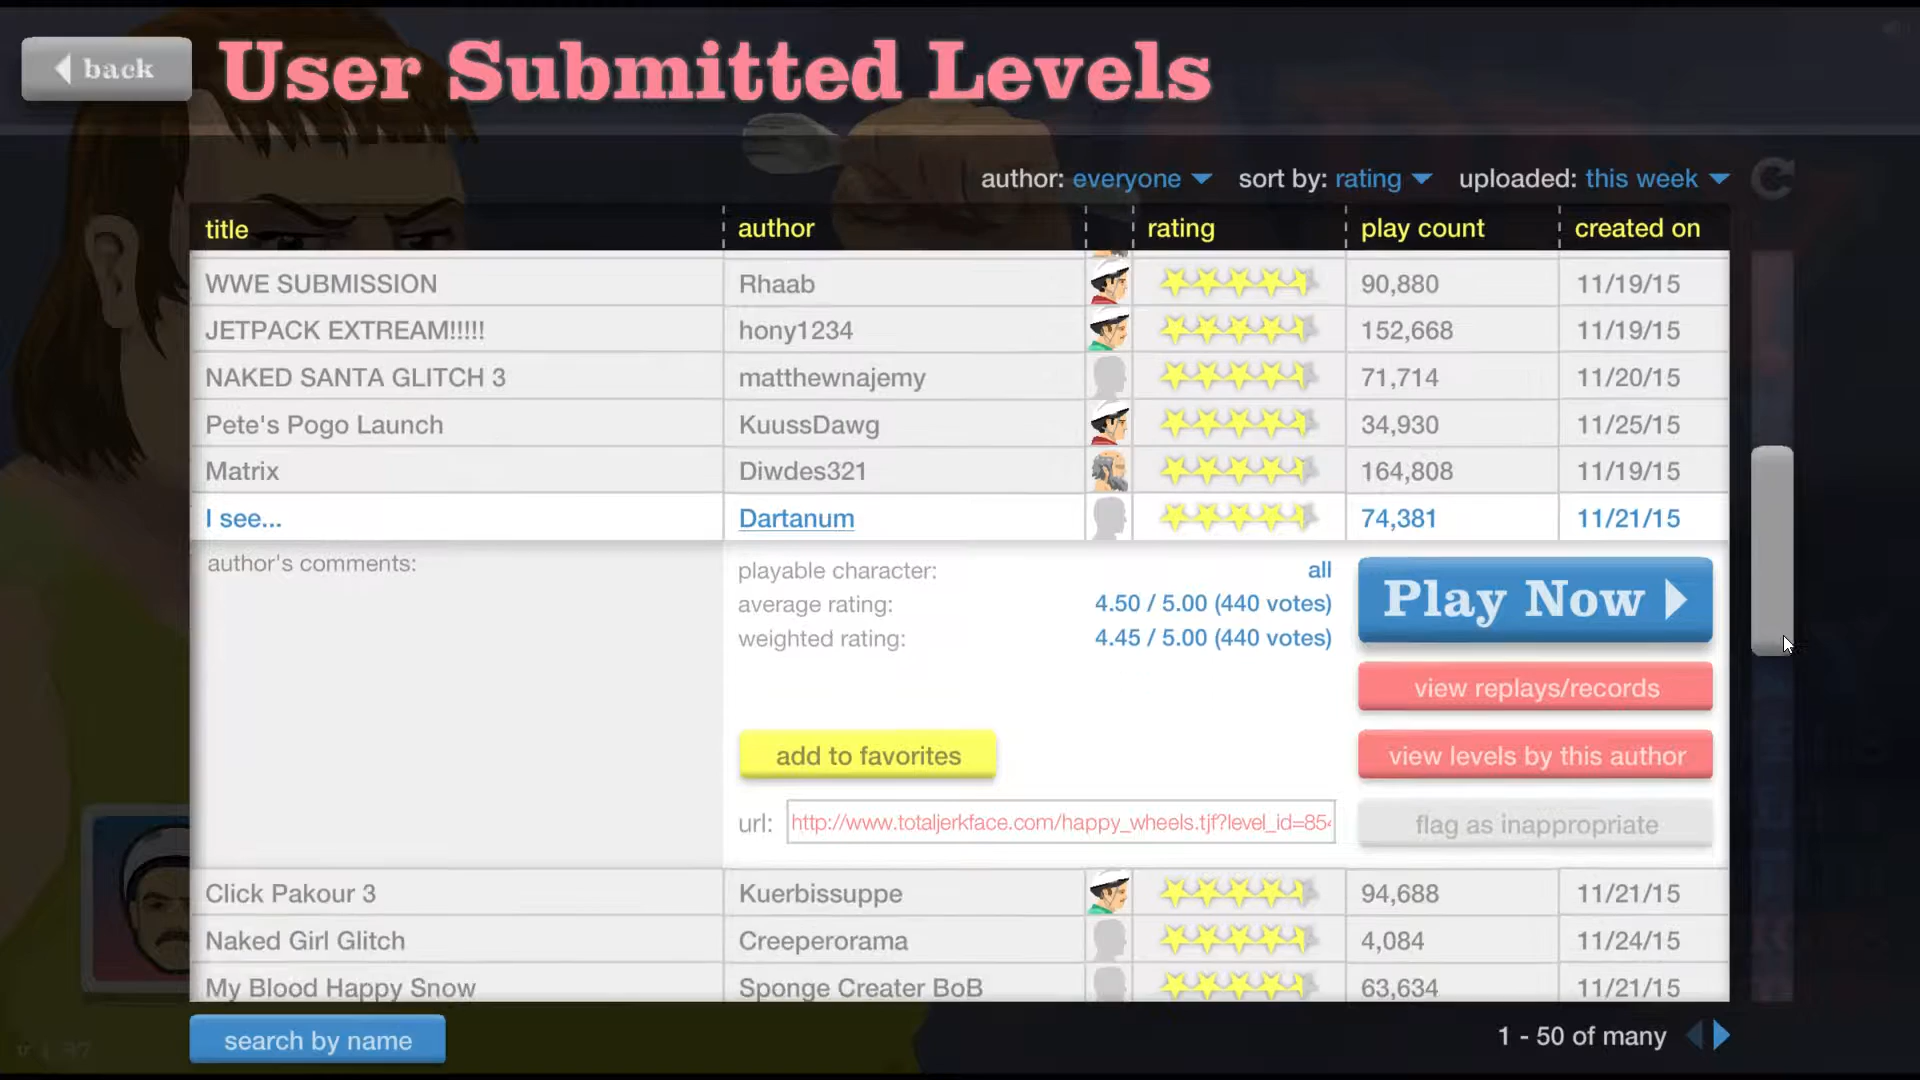 back
User Submitted Levels
author: everyone sort by: rating uploaded: this week
title author rating play count created on
WWE SUBMISSION Rhaab 90,880 11/19/15
JETPACK EXTREAM!!!!! hony1234 152,668 11/19/15
NAKED SANTA GLITCH 3 matthewnajemy 71,714 11/20/15
Pete's Pogo Launch KuussDawg 34,930 11/25/15
Matrix Diwdes321 164,808 11/19/15
I see... Dartanum 74,381 11/21/15
author's comments:
playable character: all
average rating: 4.50 / 5.00 (440 votes)
weighted rating: 4.45 / 5.00 (440 votes)
Play Now
view replays/records
add to favorites
view levels by this author
url: http://www.totaljerkface.com/happy_wheels.tjf?level_id=854
flag as inappropriate
Click Pakour 3 Kuerbissuppe 94,688 11/21/15
Naked Girl Glitch Creeperorama 4,084 11/24/15
My Blood Happy Snow Sponge Creater BoB 63,634 11/21/15
search by name
1 - 50 of many